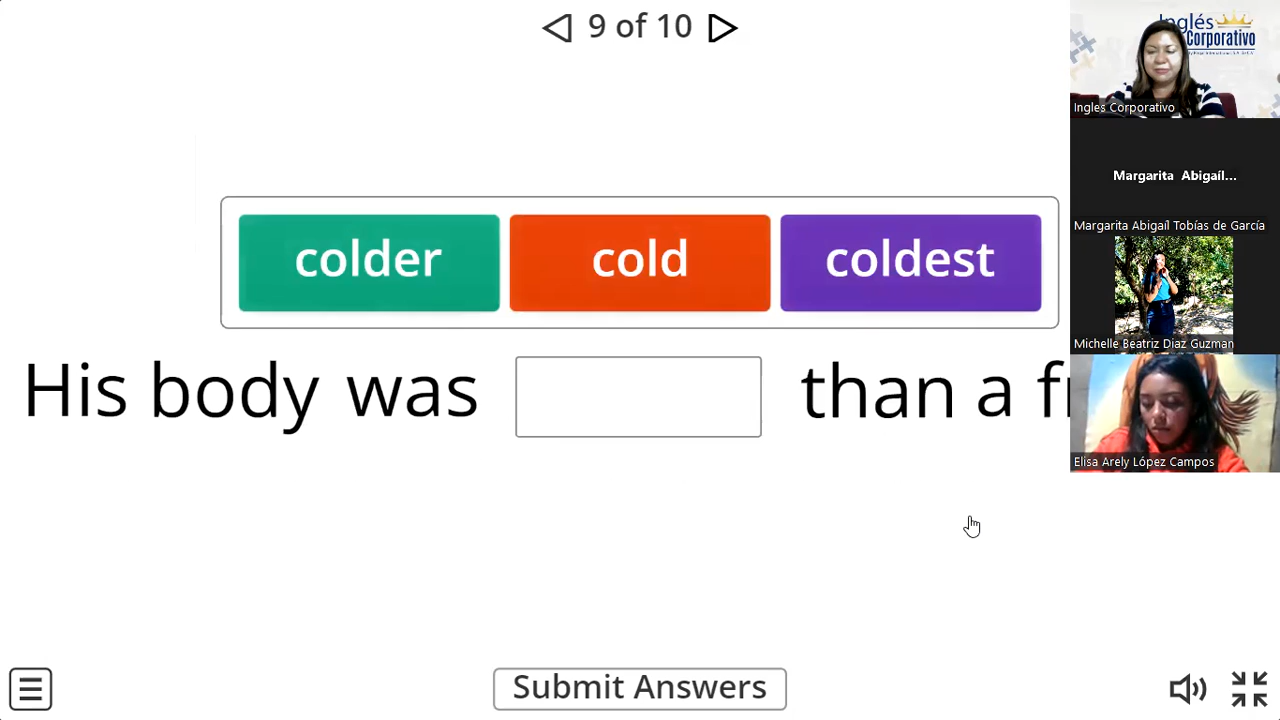 9 of 10
Inglés
Corporativo
Ingles Corporativo
Margarita Abigaíl...
Margarita Abigaíl Tobías de García
colder
cold
coldest
Michelle Beatriz Diaz Guzman
His body was than a
Elisa Arely López Campos
Submit Answers